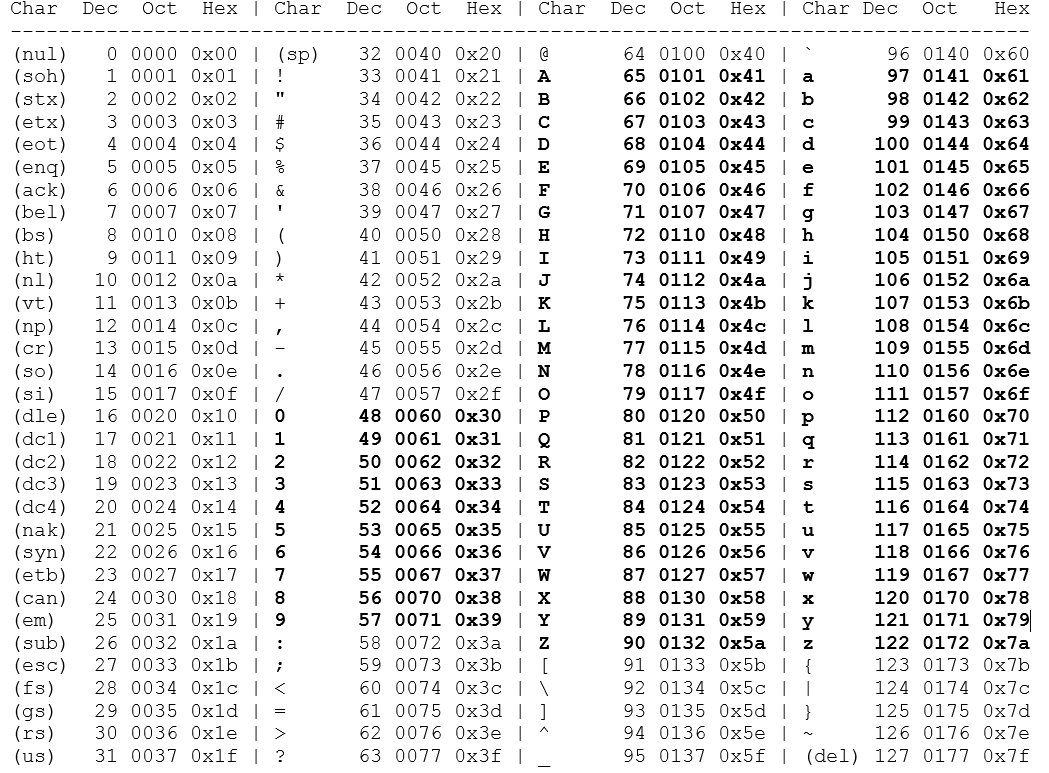 Char Dec Oct Hex | Char Dec Oct Hex | Char Dec Oct Hex | Char Dec Oct Hex
--------------------------------------------------------------------------------------
(nul) 0 0000 0x00 | (sp) 32 0040 0x20 | @ 64 0100 0x40 | ` 96 0140 0x60
(soh) 1 0001 0x01 | ! 33 0041 0x21 | A 65 0101 0x41 | a 97 0141 0x61
(stx) 2 0002 0x02 | " 34 0042 0x22 | B 66 0102 0x42 | b 98 0142 0x62
(etx) 3 0003 0x03 | # 35 0043 0x23 | C 67 0103 0x43 | c 99 0143 0x63
(eot) 4 0004 0x04 | $ 36 0044 0x24 | D 68 0104 0x44 | d 100 0144 0x64
(enq) 5 0005 0x05 | % 37 0045 0x25 | E 69 0105 0x45 | e 101 0145 0x65
(ack) 6 0006 0x06 | & 38 0046 0x26 | F 70 0106 0x46 | f 102 0146 0x66
(bel) 7 0007 0x07 | ' 39 0047 0x27 | G 71 0107 0x47 | g 103 0147 0x67
(bs) 8 0010 0x08 | ( 40 0050 0x28 | H 72 0110 0x48 | h 104 0150 0x68
(ht) 9 0011 0x09 | ) 41 0051 0x29 | I 73 0111 0x49 | i 105 0151 0x69
(nl) 10 0012 0x0a | * 42 0052 0x2a | J 74 0112 0x4a | j 106 0152 0x6a
(vt) 11 0013 0x0b | + 43 0053 0x2b | K 75 0113 0x4b | k 107 0153 0x6b
(np) 12 0014 0x0c | , 44 0054 0x2c | L 76 0114 0x4c | l 108 0154 0x6c
(cr) 13 0015 0x0d | - 45 0055 0x2d | M 77 0115 0x4d | m 109 0155 0x6d
(so) 14 0016 0x0e | . 46 0056 0x2e | N 78 0116 0x4e | n 110 0156 0x6e
(si) 15 0017 0x0f | / 47 0057 0x2f | O 79 0117 0x4f | o 111 0157 0x6f
(dle) 16 0020 0x10 | 0 48 0060 0x30 | P 80 0120 0x50 | p 112 0160 0x70
(dc1) 17 0021 0x11 | 1 49 0061 0x31 | Q 81 0121 0x51 | q 113 0161 0x71
(dc2) 18 0022 0x12 | 2 50 0062 0x32 | R 82 0122 0x52 | r 114 0162 0x72
(dc3) 19 0023 0x13 | 3 51 0063 0x33 | S 83 0123 0x53 | s 115 0163 0x73
(dc4) 20 0024 0x14 | 4 52 0064 0x34 | T 84 0124 0x54 | t 116 0164 0x74
(nak) 21 0025 0x15 | 5 53 0065 0x35 | U 85 0125 0x55 | u 117 0165 0x75
(syn) 22 0026 0x16 | 6 54 0066 0x36 | V 86 0126 0x56 | v 118 0166 0x76
(etb) 23 0027 0x17 | 7 55 0067 0x37 | W 87 0127 0x57 | w 119 0167 0x77
(can) 24 0030 0x18 | 8 56 0070 0x38 | X 88 0130 0x58 | x 120 0170 0x78
(em) 25 0031 0x19 | 9 57 0071 0x39 | Y 89 0131 0x59 | y 121 0171 0x79
(sub) 26 0032 0x1a | : 58 0072 0x3a | Z 90 0132 0x5a | z 122 0172 0x7a
(esc) 27 0033 0x1b | ; 59 0073 0x3b | [ 91 0133 0x5b | { 123 0173 0x7b
(fs) 28 0034 0x1c | < 60 0074 0x3c | \ 92 0134 0x5c | | 124 0174 0x7c
(gs) 29 0035 0x1d | = 61 0075 0x3d | ] 93 0135 0x5d | } 125 0175 0x7d
(rs) 30 0036 0x1e | > 62 0076 0x3e | ^ 94 0136 0x5e | ~ 126 0176 0x7e
(us) 31 0037 0x1f | ? 63 0077 0x3f | _ 95 0137 0x5f | (del) 127 0177 0x7f